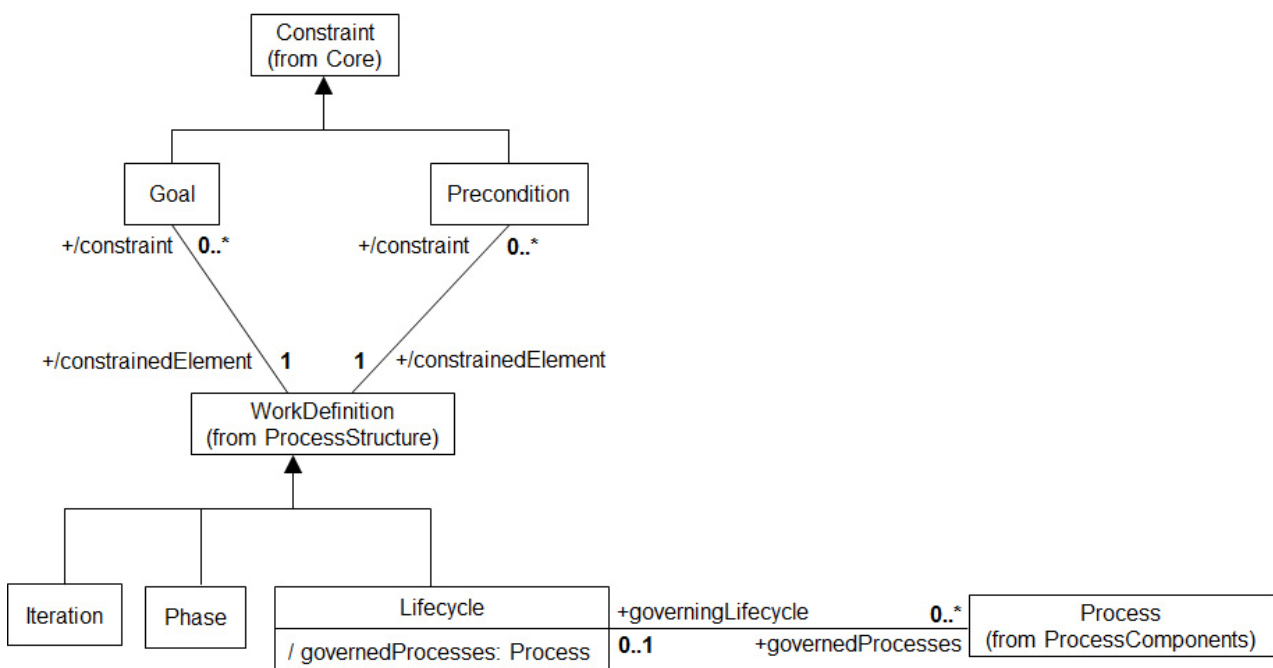 Constraint
(from Core)
Goal
Precondition
+/constraint 0..*
+/constraint 0..*
+/constrainedElement 1
1 +/constrainedElement
WorkDefinition
(from ProcessStructure)
Iteration
Phase
Lifecycle
/ governedProcesses: Process
+governingLifecycle 0..*
0..1 +governedProcesses
Process
(from ProcessComponents)